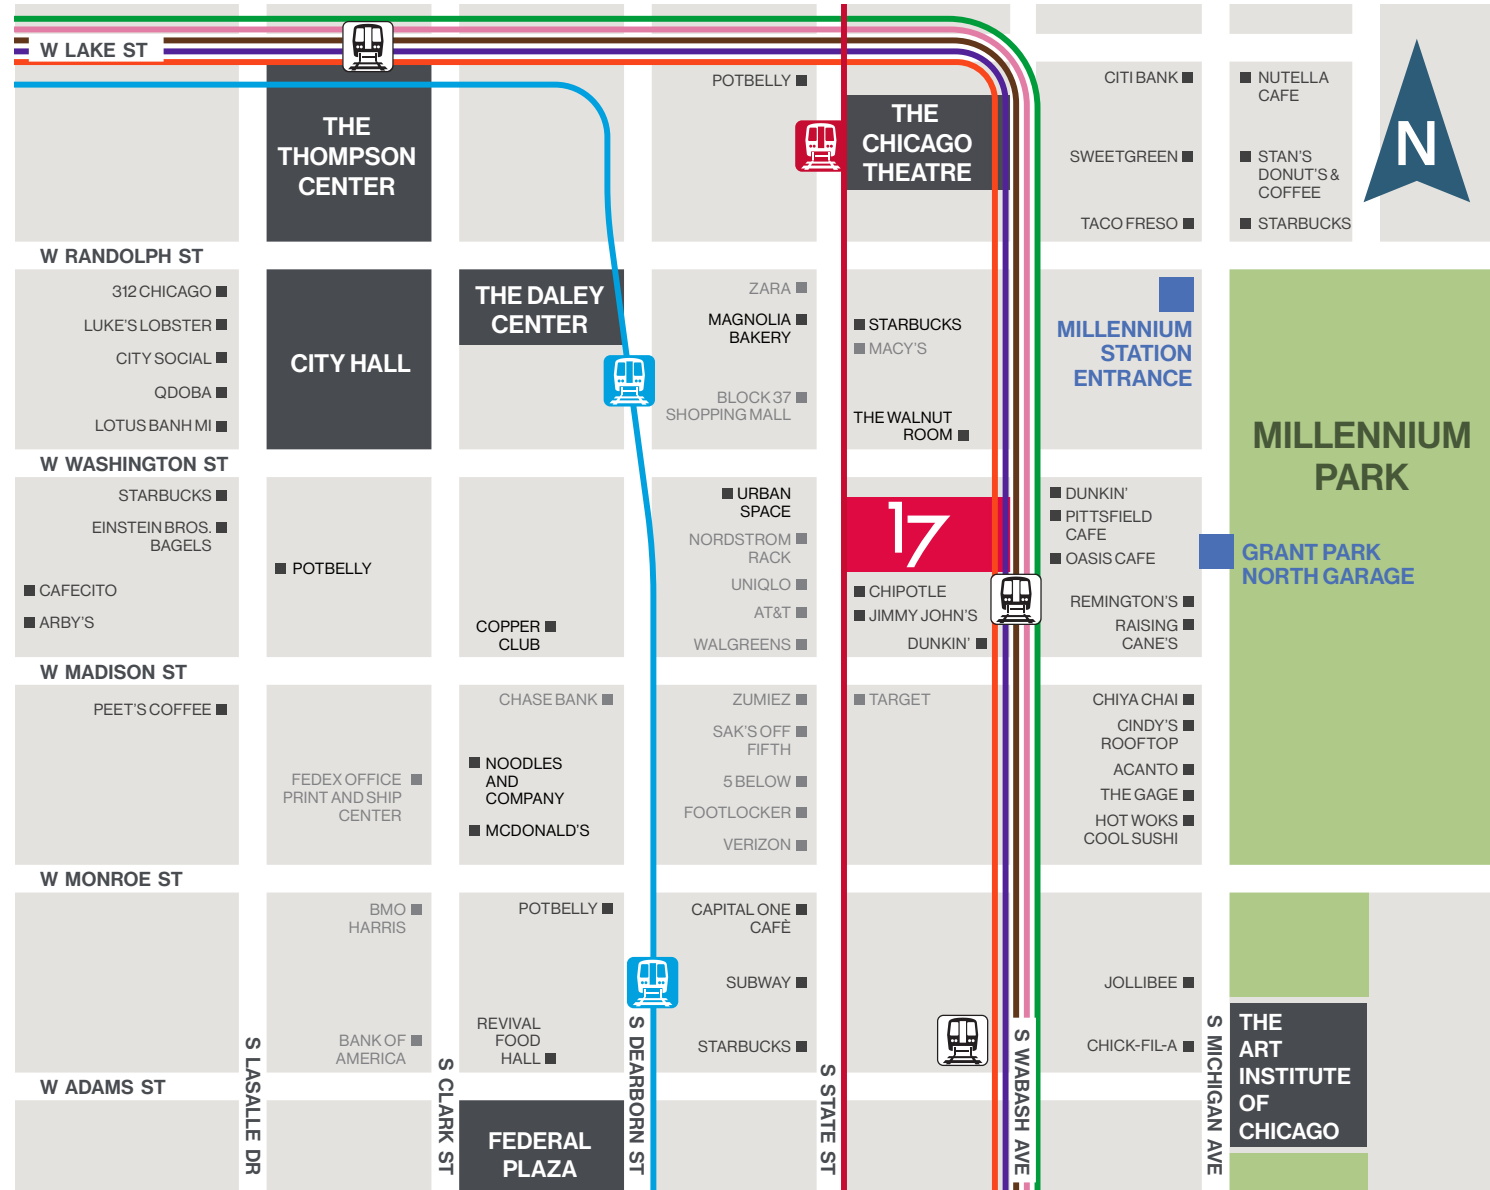 W LAKE ST
POTBELLY
CITIBANK
NUTELLA
CAFE
THE
THOMPSON
CENTER
THE
CHICAGO
THEATRE
SWEETGREEN
STAN'S
DONUT'S &
COFFEE
N
TACO FRESO
STARBUCKS
W RANDOLPH ST
312 CHICAGO
LUKE'S LOBSTER
CITY SOCIAL
QDOBA
LOTUS BANH MI
CITY HALL
THE DALEY
CENTER
ZARA
MAGNOLIA
BAKERY
BLOCK 37
SHOPPING MALL
STARBUCKS
MACY'S
THE WALNUT
ROOM
MILLENNIUM
STATION
ENTRANCE
MILLENNIUM
PARK
W WASHINGTON ST
STARBUCKS
EINSTEIN BROS.
BAGELS
CAFECITO
ARBY'S
POTBELLY
COPPER
CLUB
URBAN
SPACE
NORDSTROM
RACK
UNIQLO
AT&T
WALGREENS
17
CHIPOTLE
JIMMY JOHN'S
DUNKIN'
DUNKIN'
PITTSFIELD
CAFE
OASIS CAFE
REMINGTON'S
RAISING
CANE'S
GRANT PARK
NORTH GARAGE
W MADISON ST
PEET'S COFFEE
FEDEX OFFICE
PRINT AND SHIP
CENTER
CHASE BANK
NOODLES
AND
COMPANY
MCDONALD'S
ZUMIEZ
SAK'S OFF
FIFTH
5 BELOW
FOOTLOCKER
VERIZON
TARGET
CHIYA CHAI
CINDY'S
ROOFTOP
ACANTO
THE GAGE
HOT WOKS
COOL SUSHI
W MONROE ST
BMO
HARRIS
BANK OF
AMERICA
POTBELLY
REVIVAL
FOOD
HALL
CAPITAL ONE
CAFÈ
SUBWAY
STARBUCKS
JOLLIBEE
CHICK-FIL-A
THE
ART
INSTITUTE
OF
CHICAGO
W ADAMS ST
S LASALLE DR
S CLARK ST
FEDERAL
PLAZA
S DEARBORN ST
S STATE ST
S WABASH AVE
S MICHIGAN AVE